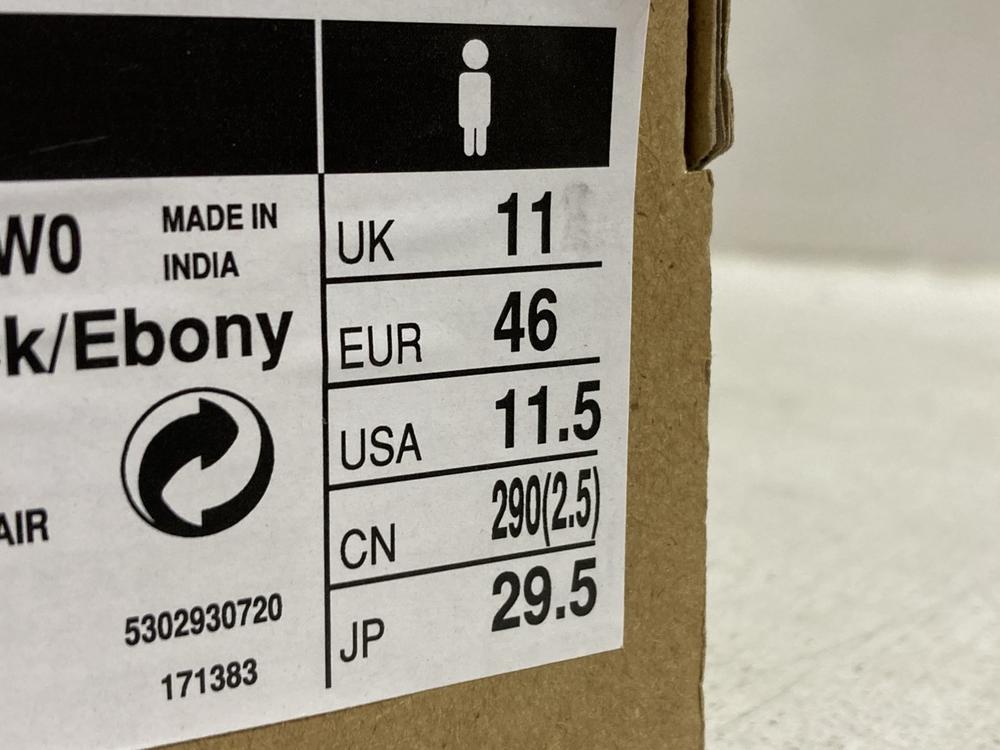 W0
MADE IN
INDIA
k/Ebony
AIR
5302930720
171383
UK 11
EUR 46
USA 11.5
CN 290(2.5)
JP 29.5